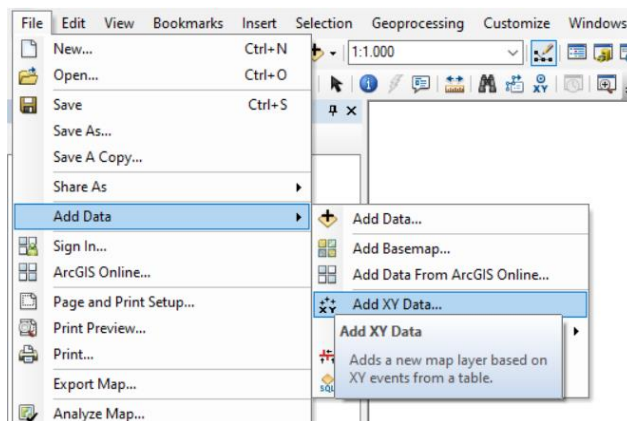 File Edit View Bookmarks Insert Selection Geoprocessing Customize Windows
New... Ctrl+N
1:1.000
Open... Ctrl+O
XY
Save Ctrl+S
Save As...
Save A Copy...
Share As
Add Data
Add Data...
Sign In...
Add Basemap...
ArcGIS Online...
Add Data From ArcGIS Online...
Page and Print Setup...
XY
Add XY Data...
Print Preview...
Add XY Data
Print...
Adds a new map layer based on
XY events from a table.
SQL
Export Map...
Analyze Map...